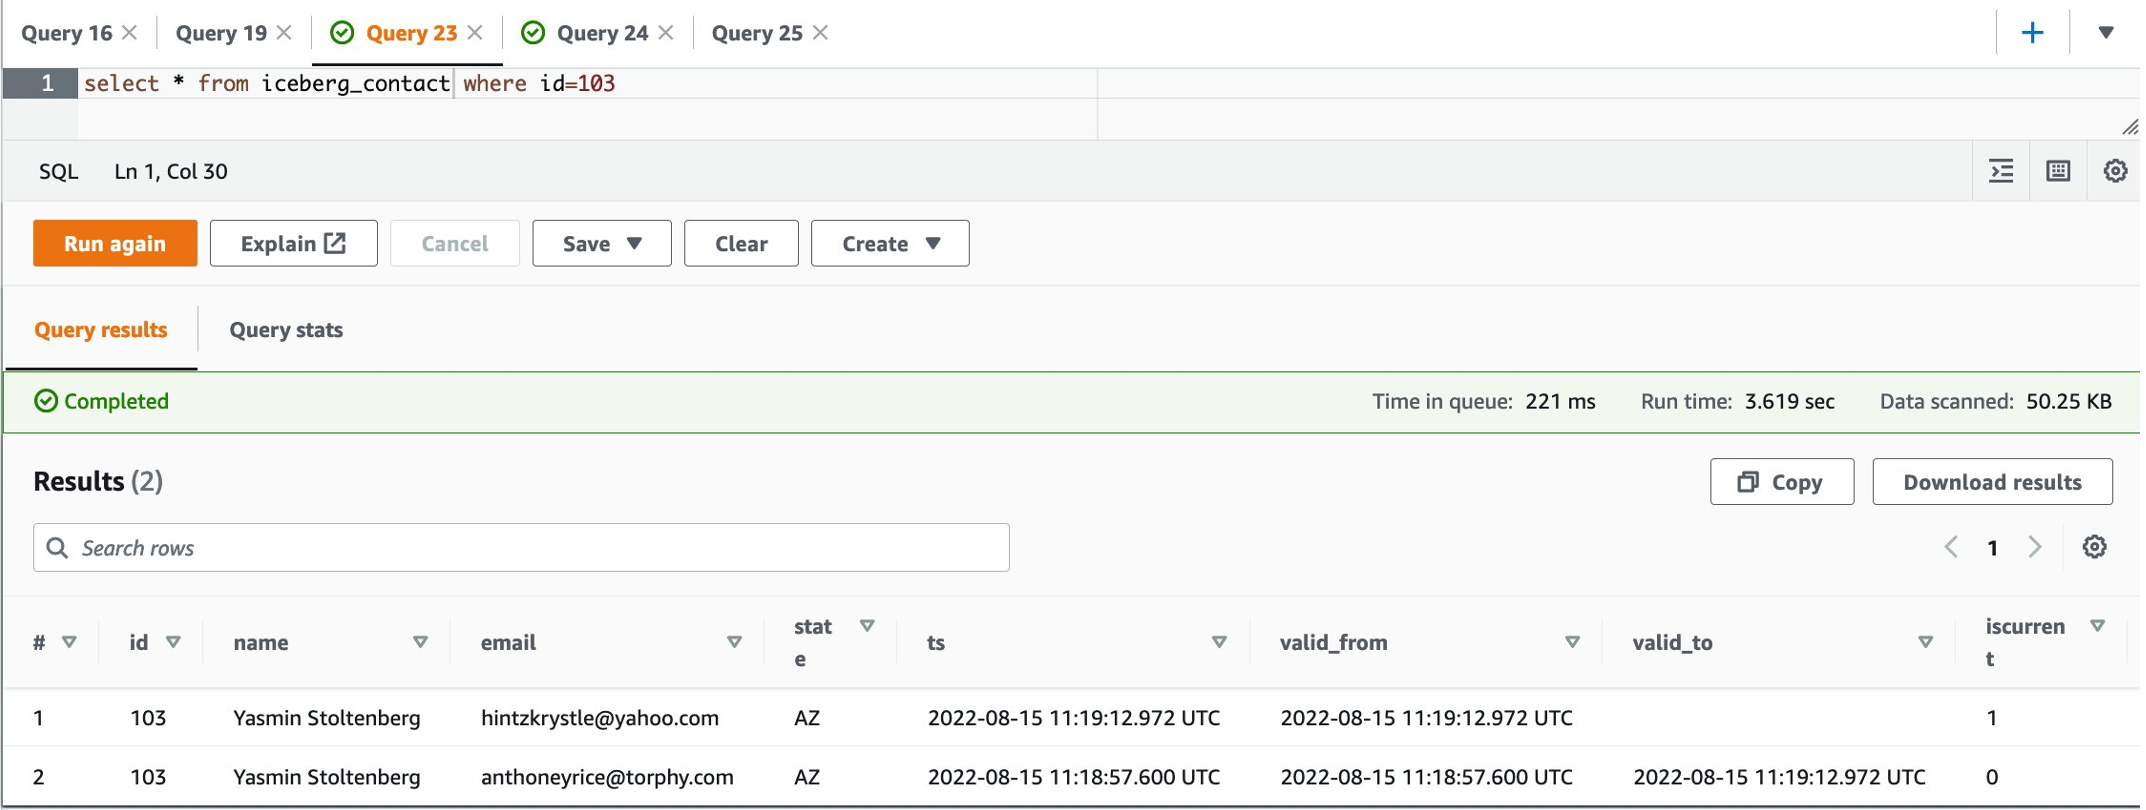 Query 16 Query 19 Query 23 Query 24 Query 25
1 select * from iceberg_contact where id=103
SQL Ln 1, Col 30
Run again Explain Cancel Save Clear Create
Query results Query stats
Completed Time in queue: 221 ms Run time: 3.619 sec Data scanned: 50.25 KB
Results (2) Copy Download results
Search rows 1
# id name email state ts valid_from valid_to iscurrent
1 103 Yasmin Stoltenberg hintzkrystle@yahoo.com AZ 2022-08-15 11:19:12.972 UTC 2022-08-15 11:19:12.972 UTC 1
2 103 Yasmin Stoltenberg anthoneyrice@torphy.com AZ 2022-08-15 11:18:57.600 UTC 2022-08-15 11:18:57.600 UTC 2022-08-15 11:19:12.972 UTC 0